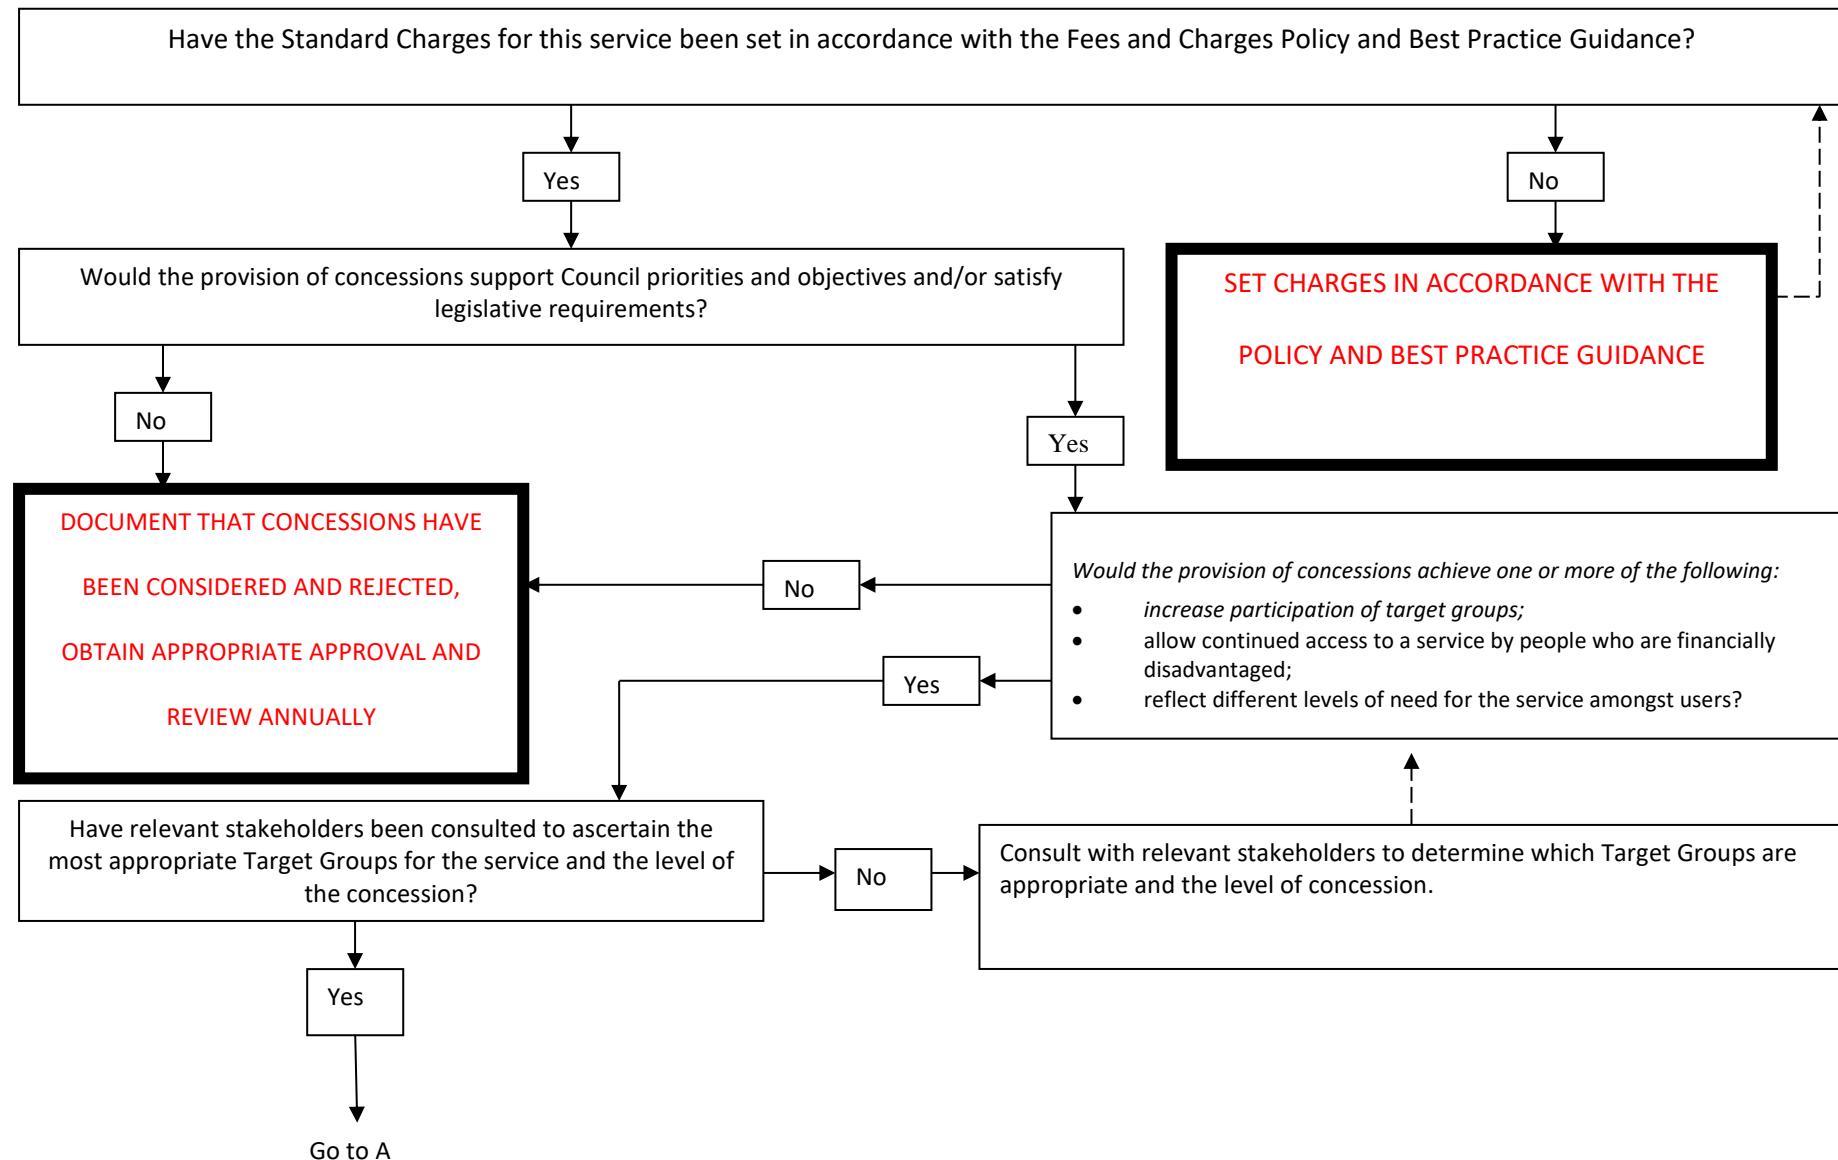 Have the Standard Charges for this service been set in accordance with the Fees and Charges Policy and Best Practice Guidance?
Yes
No
Would the provision of concessions support Council priorities and objectives and/or satisfy
legislative requirements?
SET CHARGES IN ACCORDANCE WITH THE
POLICY AND BEST PRACTICE GUIDANCE
No
Yes
DOCUMENT THAT CONCESSIONS HAVE
BEEN CONSIDERED AND REJECTED,
OBTAIN APPROPRIATE APPROVAL AND
REVIEW ANNUALLY
No
Yes
Would the provision of concessions achieve one or more of the following:
• increase participation of target groups;
• allow continued access to a service by people who are financially
disadvantaged;
• reflect different levels of need for the service amongst users?
Have relevant stakeholders been consulted to ascertain the
most appropriate Target Groups for the service and the level of
the concession?
No
Consult with relevant stakeholders to determine which Target Groups are
appropriate and the level of concession.
Yes
Go to A